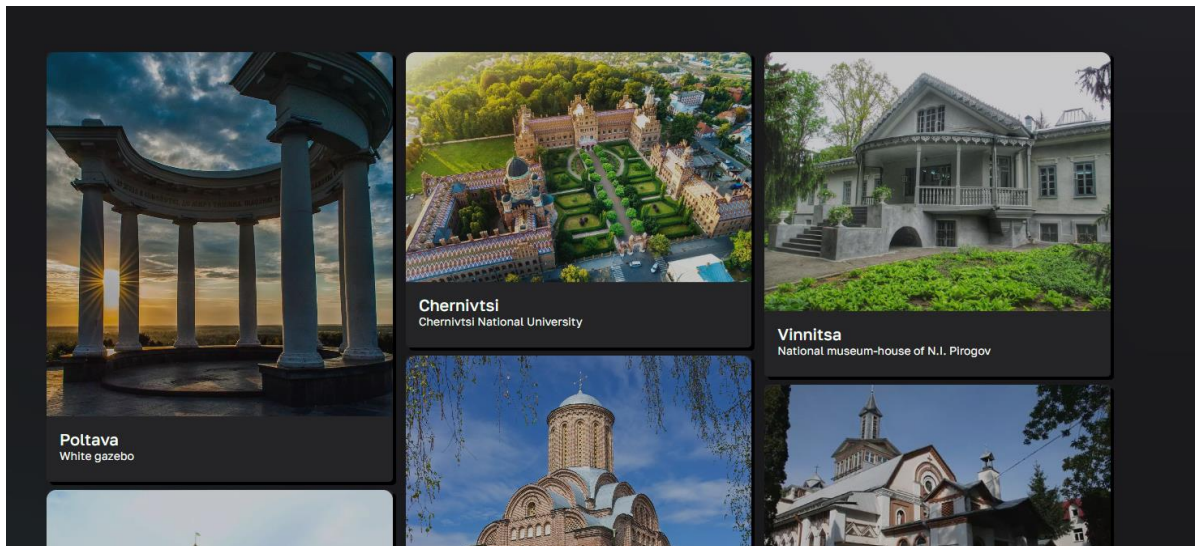 Poltava
White gazebo
Chernivtsi
Chernivtsi National University
Vinnitsa
National museum-house of N.I. Pirogov